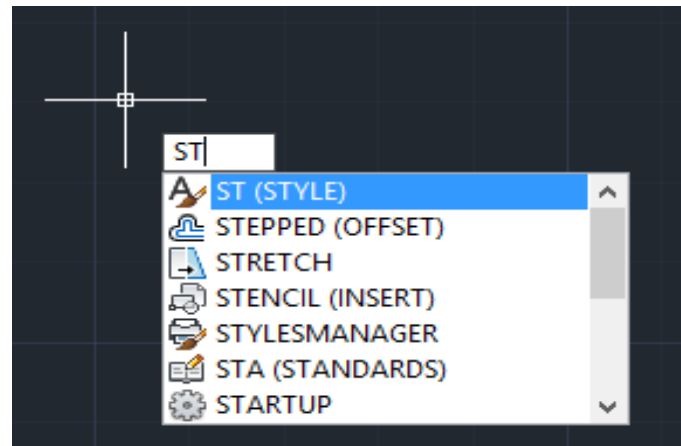 ST
ST (STYLE)
STEPPED (OFFSET)
STRETCH
STENCIL (INSERT)
STYLESMANAGER
STA (STANDARDS)
STARTUP